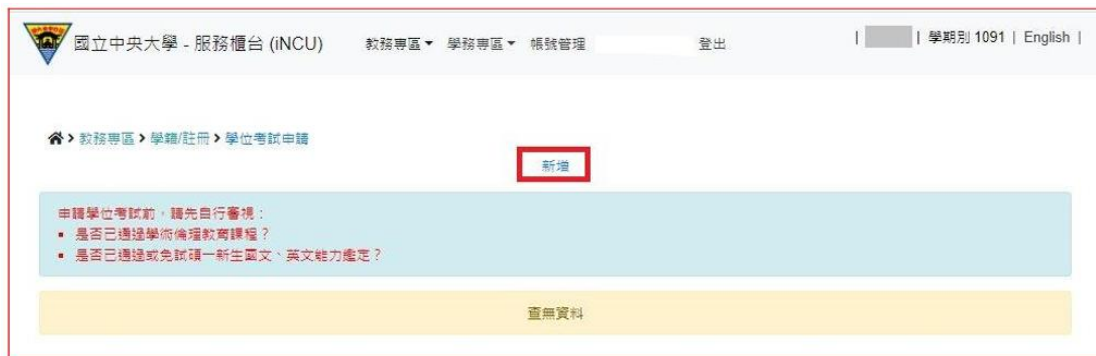 國立中央大學 - 服務櫃台 (iNCU) 教務專區 學務專區 帳號管理 登出 | | 學期別 1091 | English |
教務專區 > 學籍/註冊 > 學位考試申請
新增
申請學位考試前，請先自行審視：
▪ 是否已通過學術倫理教育課程？
▪ 是否已通過或免試碩一新生國文、英文能力鑑定？
查無資料